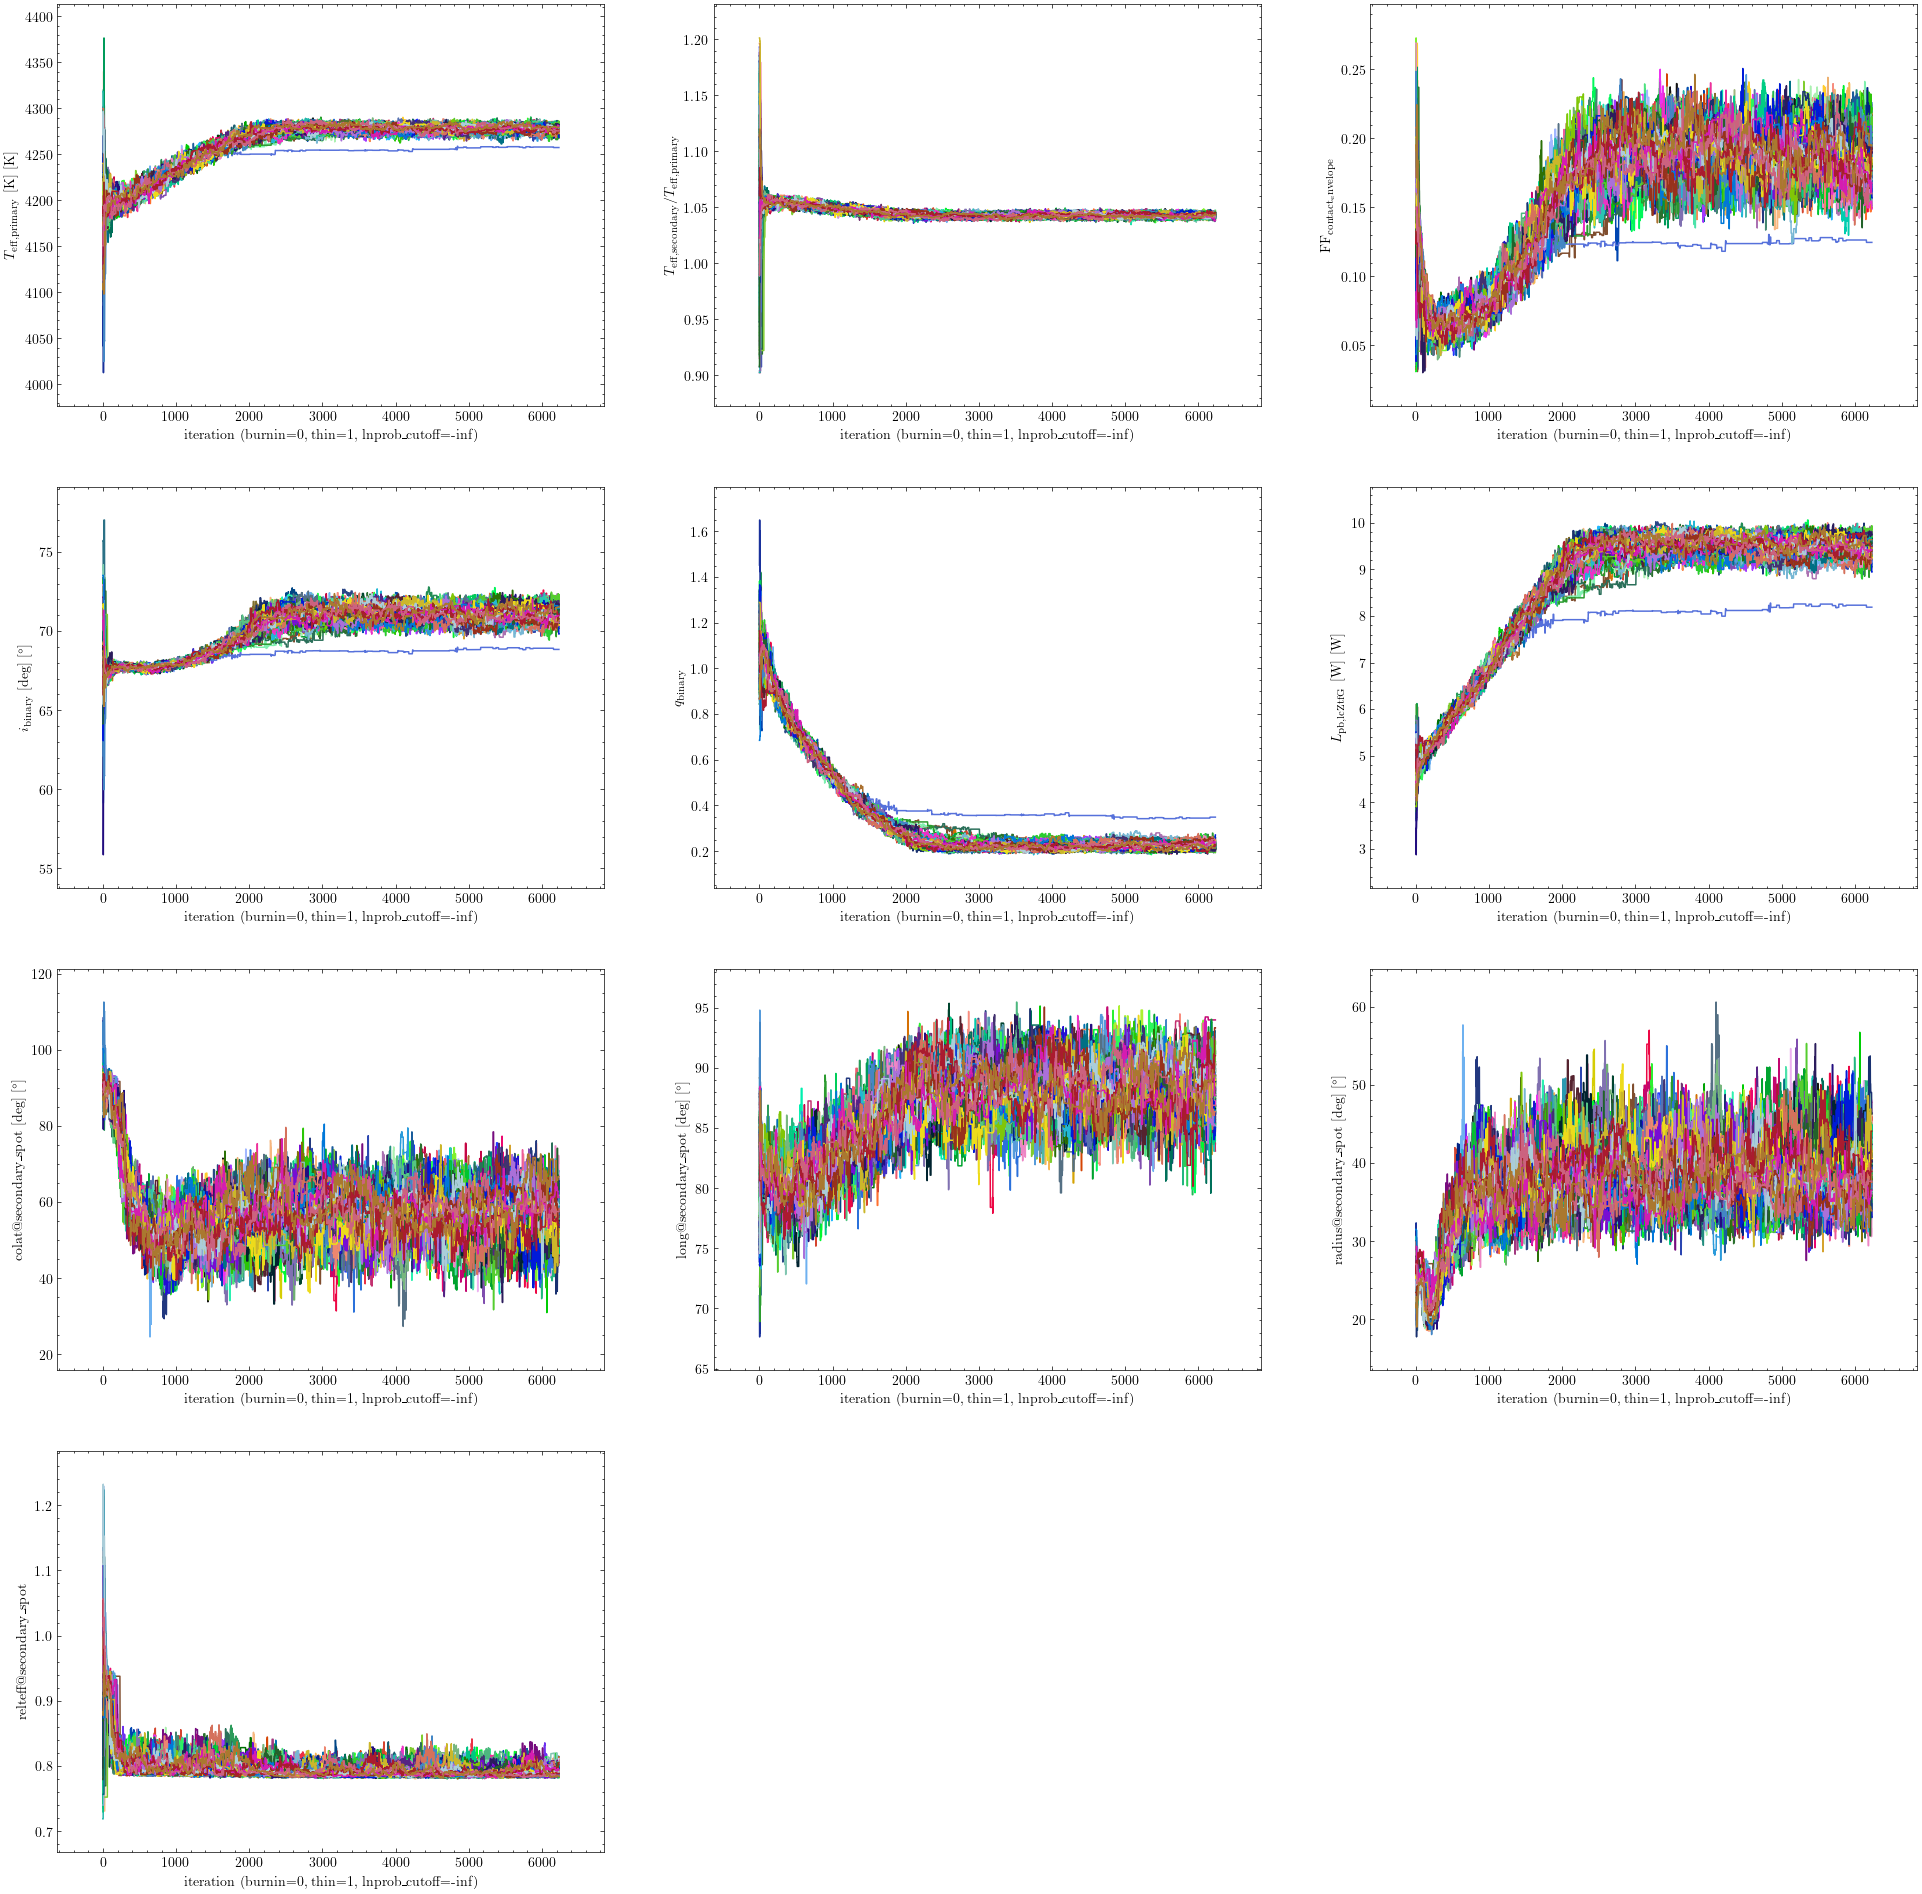 4400
4350
4300
4250
4200
4150
4100
4050
4000
T_eff,primary [K] [K]
0 1000 2000 3000 4000 5000 6000
iteration (burnin=0, thin=1, lnprob_cutoff=-inf)
1.20
1.15
1.10
1.05
1.00
0.95
0.90
T_eff,secondary/T_eff,primary
0 1000 2000 3000 4000 5000 6000
iteration (burnin=0, thin=1, lnprob_cutoff=-inf)
0.25
0.20
0.15
0.10
0.05
FF_contact_envelope
0 1000 2000 3000 4000 5000 6000
iteration (burnin=0, thin=1, lnprob_cutoff=-inf)
75
70
65
60
55
i_binary [deg] [°]
0 1000 2000 3000 4000 5000 6000
iteration (burnin=0, thin=1, lnprob_cutoff=-inf)
1.6
1.4
1.2
1.0
0.8
0.6
0.4
0.2
q_binary
0 1000 2000 3000 4000 5000 6000
iteration (burnin=0, thin=1, lnprob_cutoff=-inf)
10
9
8
7
6
5
4
3
L_pb,lcZtfG [W] [W]
0 1000 2000 3000 4000 5000 6000
iteration (burnin=0, thin=1, lnprob_cutoff=-inf)
120
100
80
60
40
20
colat@secondary_spot [deg] [°]
0 1000 2000 3000 4000 5000 6000
iteration (burnin=0, thin=1, lnprob_cutoff=-inf)
95
90
85
80
75
70
65
long@secondary_spot [deg] [°]
0 1000 2000 3000 4000 5000 6000
iteration (burnin=0, thin=1, lnprob_cutoff=-inf)
60
50
40
30
20
radius@secondary_spot [deg] [°]
0 1000 2000 3000 4000 5000 6000
iteration (burnin=0, thin=1, lnprob_cutoff=-inf)
1.2
1.1
1.0
0.9
0.8
0.7
relteff@secondary_spot
0 1000 2000 3000 4000 5000 6000
iteration (burnin=0, thin=1, lnprob_cutoff=-inf)